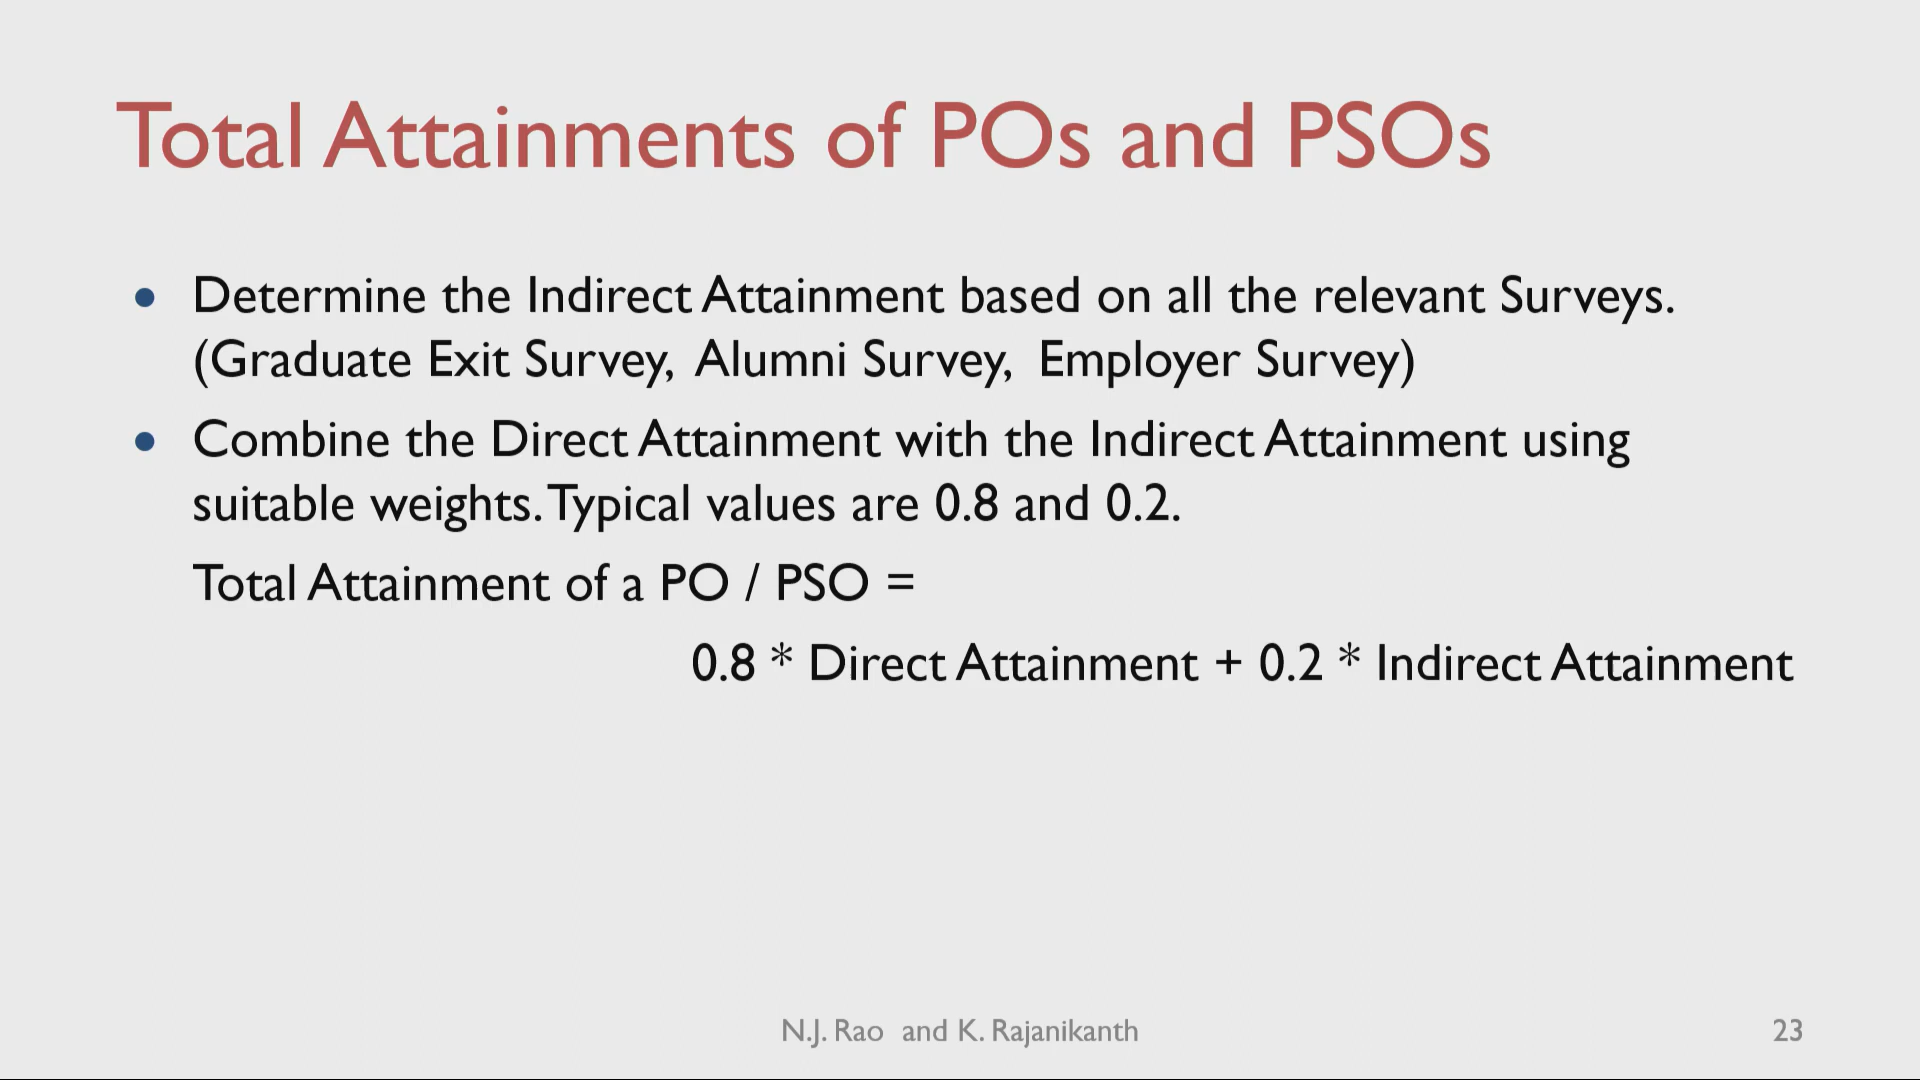 Total Attainments of POs and PSOs
• Determine the Indirect Attainment based on all the relevant Surveys.
(Graduate Exit Survey, Alumni Survey, Employer Survey)
• Combine the Direct Attainment with the Indirect Attainment using
suitable weights. Typical values are 0.8 and 0.2.
Total Attainment of a PO / PSO =
0.8 * Direct Attainment + 0.2 * Indirect Attainment
N.J. Rao and K. Rajanikanth
23